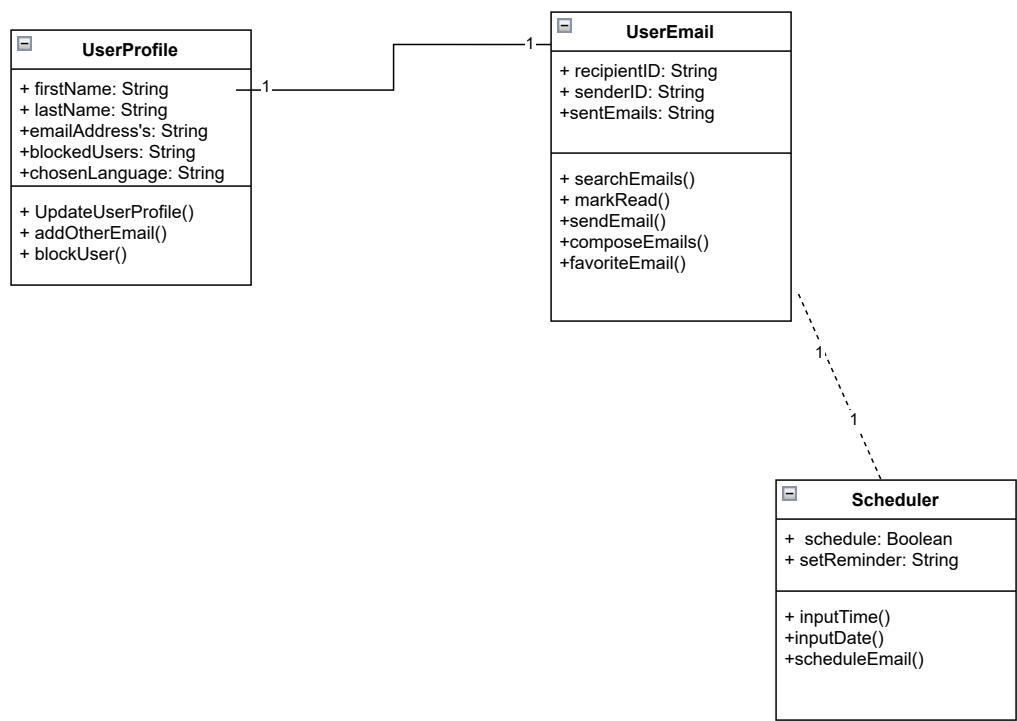 UserProfile
+ firstName: String
+ lastName: String
+emailAddress's: String
+blockedUsers: String
+chosenLanguage: String
+ UpdateUserProfile()
+ addOtherEmail()
+ blockUser()
1
1
UserEmail
+ recipientID: String
+ senderID: String
+sentEmails: String
+ searchEmails()
+ markRead()
+sendEmail()
+composeEmails()
+favoriteEmail()
1
1
Scheduler
+  schedule: Boolean
+ setReminder: String
+ inputTime()
+inputDate()
+scheduleEmail()